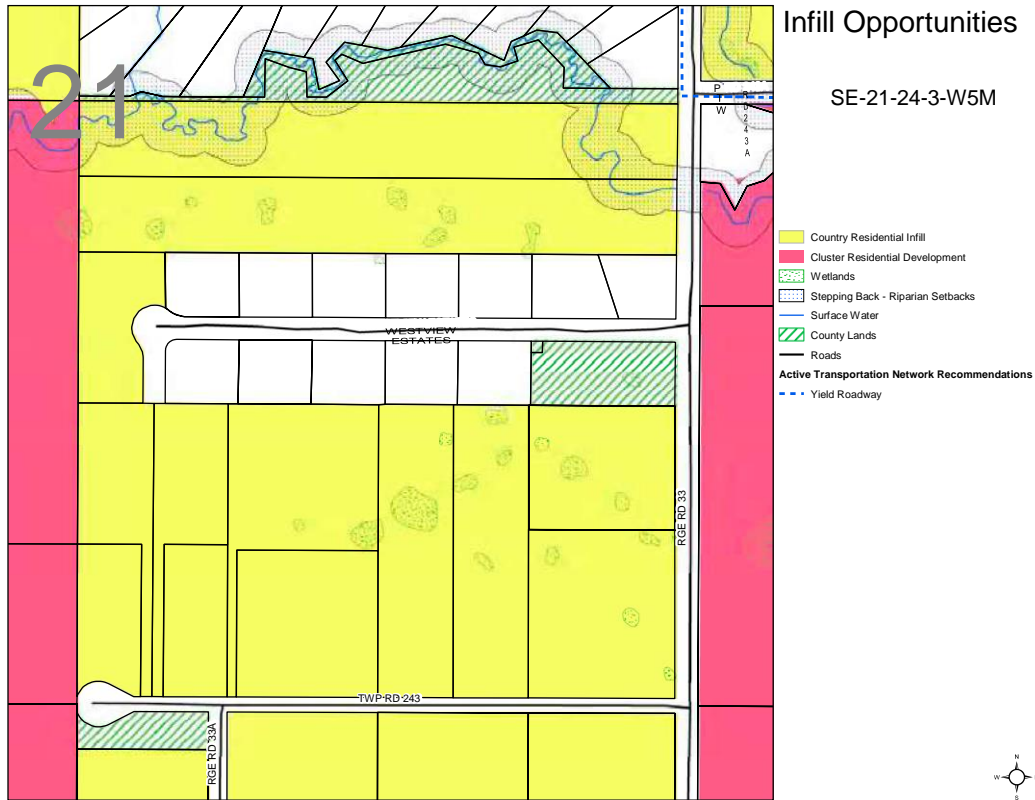 Infill Opportunities
SE-21-24-3-W5M
21
Country Residential Infill
Cluster Residential Development
Wetlands
Stepping Back - Riparian Setbacks
Surface Water
County Lands
Roads
Active Transportation Network Recommendations
Yield Roadway
WESTVIEW
ESTATES
RGE RD 33
TWP RD 243
RGE RD 33A
N
W
S